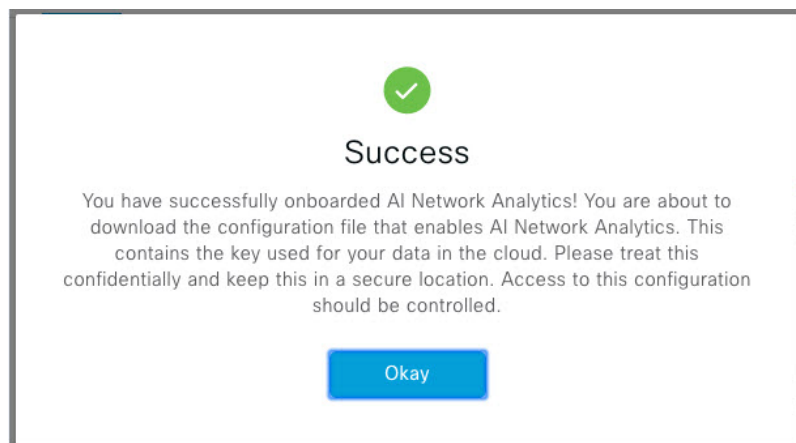 Success
You have successfully onboarded AI Network Analytics! You are about to
download the configuration file that enables AI Network Analytics. This
contains the key used for your data in the cloud. Please treat this
confidentially and keep this in a secure location. Access to this configuration
should be controlled.
Okay